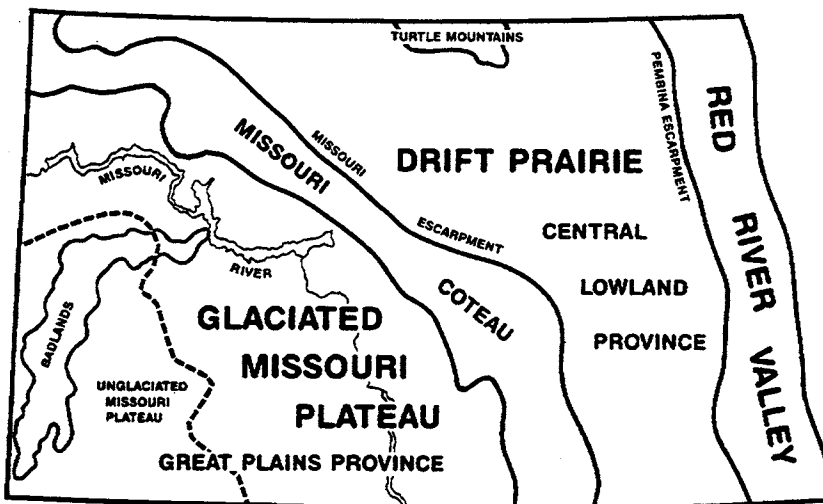 TURTLE MOUNTAINS
PEMBINA ESCARPMENT
RED RIVER VALLEY
MISSOURI ESCARPMENT
MISSOURI COTEAU
DRIFT PRAIRIE
MISSOURI RIVER
CENTRAL
LOWLAND
PROVINCE
BADLANDS
GLACIATED
MISSOURI
PLATEAU
UNGLACIATED
MISSOURI
PLATEAU
GREAT PLAINS PROVINCE